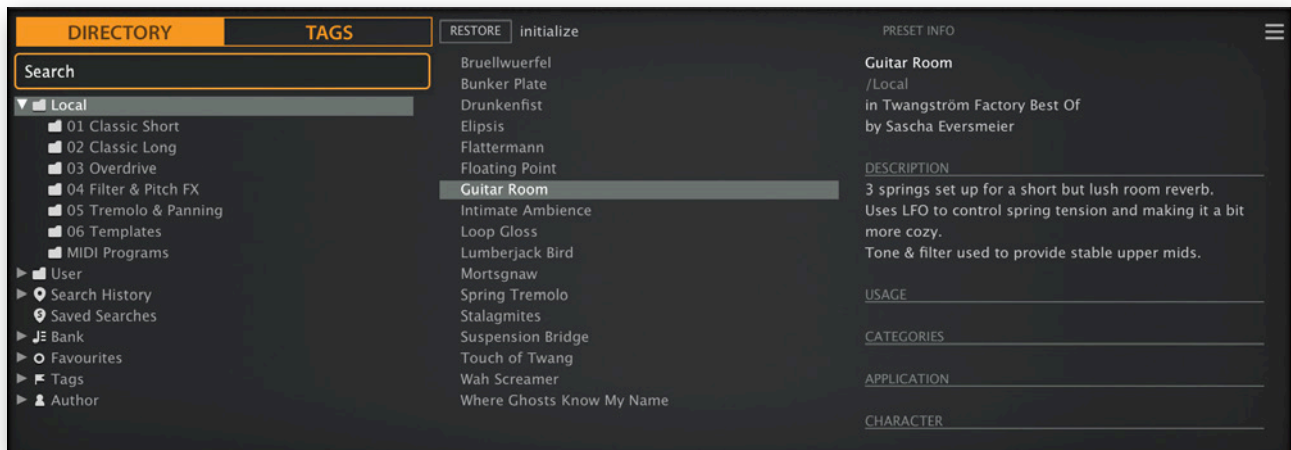 DIRECTORY
TAGS
Search
Local
01 Classic Short
02 Classic Long
03 Overdrive
04 Filter & Pitch FX
05 Tremolo & Panning
06 Templates
MIDI Programs
User
Search History
Saved Searches
Bank
Favourites
Tags
Author
RESTORE initialize
Bruellwuerfel
Bunker Plate
Drunkenfist
Elipsis
Flattermann
Floating Point
Guitar Room
Intimate Ambience
Loop Gloss
Lumberjack Bird
Mortsgnaw
Spring Tremolo
Stalagmites
Suspension Bridge
Touch of Twang
Wah Screamer
Where Ghosts Know My Name
PRESET INFO
Guitar Room
/Local
in Twangström Factory Best Of
by Sascha Eversmeier
DESCRIPTION
3 springs set up for a short but lush room reverb.
Uses LFO to control spring tension and making it a bit
more cozy.
Tone & filter used to provide stable upper mids.
USAGE
CATEGORIES
APPLICATION
CHARACTER